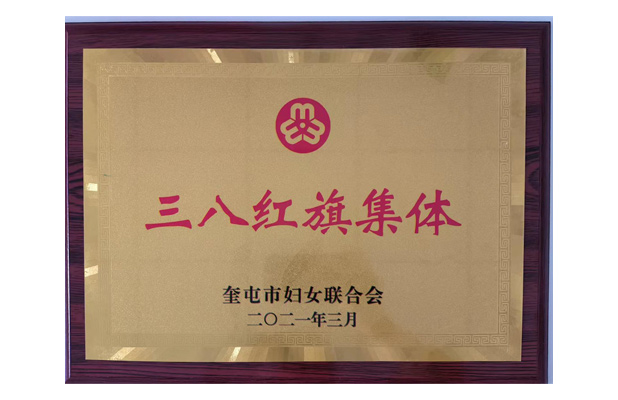 三八红旗集体
奎屯市妇女联合会
二〇二一年三月